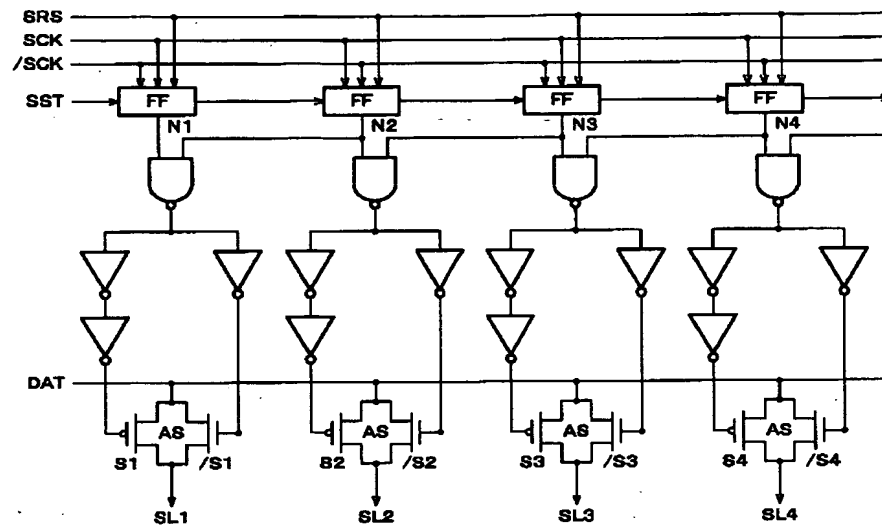 SRS
SCK
/SCK
SST
FF FF FF FF
N1 N2 N3 N4
DAT
AS AS AS AS
S1 /S1 S2 /S2 S3 /S3 S4 /S4
SL1 SL2 SL3 SL4